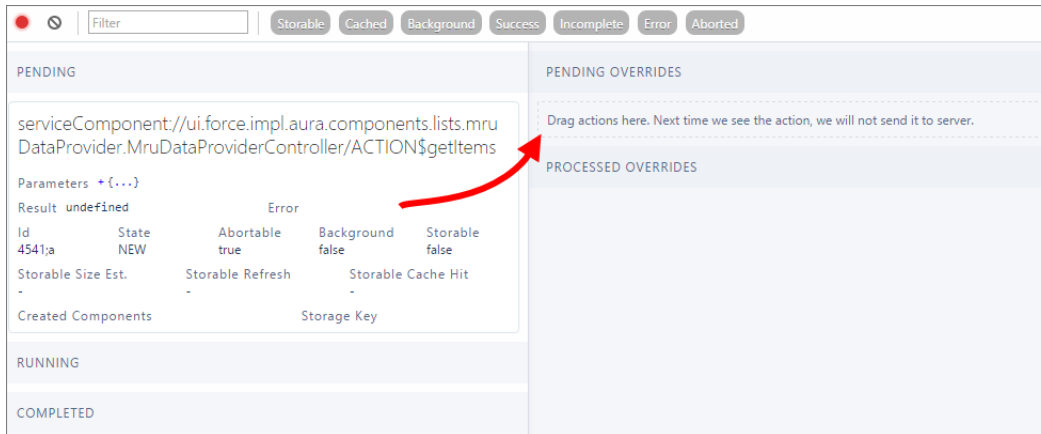 Filter Storable Cached Background Success Incomplete Error Aborted
PENDING
serviceComponent://ui.force.impl.aura.components.lists.mru
DataProvider.MruDataProviderController/ACTION$getItems
Parameters +{...}
Result undefined Error
Id State Abortable Background Storable
4541;a NEW true false false
Storable Size Est. Storable Refresh Storable Cache Hit
- - -
Created Components Storage Key
RUNNING
COMPLETED
PENDING OVERRIDES
Drag actions here. Next time we see the action, we will not send it to server.
PROCESSED OVERRIDES